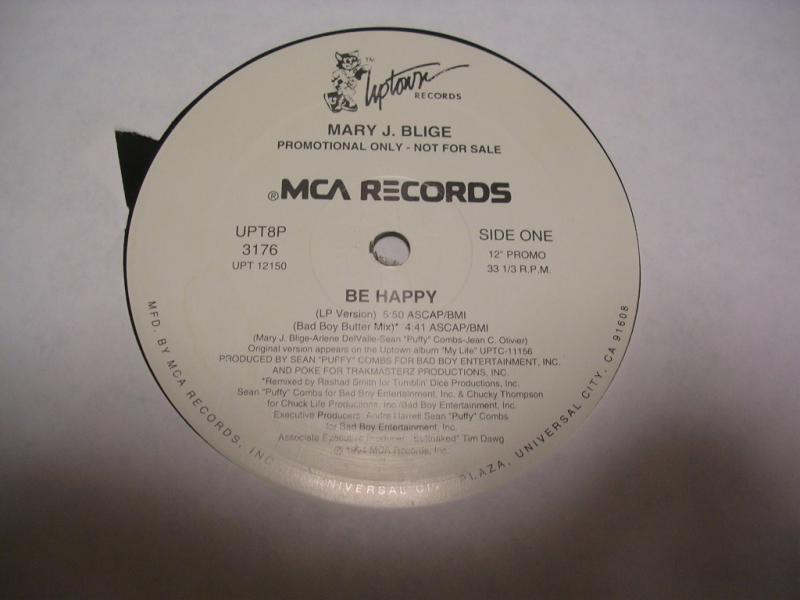 TM
Uptown
RECORDS
MARY J. BLIGE
PROMOTIONAL ONLY - NOT FOR SALE
®MCA RECORDS
UPT8P
3176
UPT 12150
SIDE ONE
12" PROMO
33 1/3 R.P.M.
BE HAPPY
(LP Version) 5:50 ASCAP/BMI
(Bad Boy Butter Mix)* 4:41 ASCAP/BMI
(Mary J. Blige-Arlene DelValle-Sean "Puffy" Combs-Jean C. Olivier)
Original version appears on the Uptown album "My Life" UPTC-11156
PRODUCED BY SEAN "PUFFY" COMBS FOR BAD BOY ENTERTAINMENT, INC.
AND POKE FOR TRAKMASTERZ PRODUCTIONS, INC.
*Remixed by Rashad Smith for Tumblin' Dice Productions, Inc.
Sean "Puffy" Combs for Bad Boy Entertainment, Inc. & Chucky Thompson
for Chuck Life Productions, Inc./Bad Boy Entertainment, Inc.
Executive Producers: Andre Harrell Sean "Puffy" Combs
for Bad Boy Entertainment, Inc.
Associate Executive Producer: "Buttnaked" Tim Dawg
℗ 1994 MCA Records, Inc.
MFD. BY MCA RECORDS, INC. UNIVERSAL CITY PLAZA, UNIVERSAL CITY, CA 91608